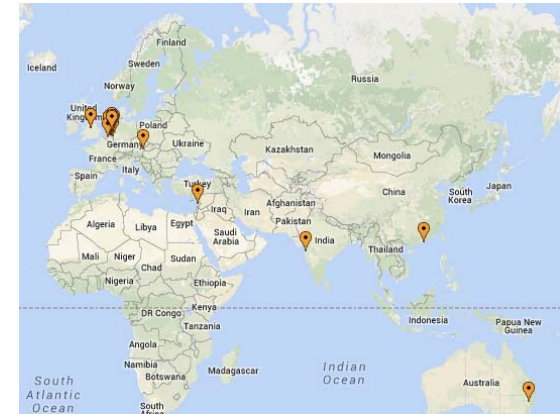 Finland
Iceland
Sweden
Russia
Norway
United
Kingdom
Poland
Germany
Ukraine
Kazakhstan
France
Mongolia
Italy
Spain
Turkey
China
Japan
South
Korea
Afghanistan
Iraq
Iran
Algeria
Libya
Egypt
Pakistan
Saudi
Arabia
India
Mali
Niger
Sudan
Thailand
Chad
Nigeria
Ethiopia
Kenya
DR Congo
Indonesia
Papua New
Guinea
Tanzania
Angola
Namibia
Madagascar
Indian
Ocean
Botswana
Australia
South
Atlantic
Ocean
South